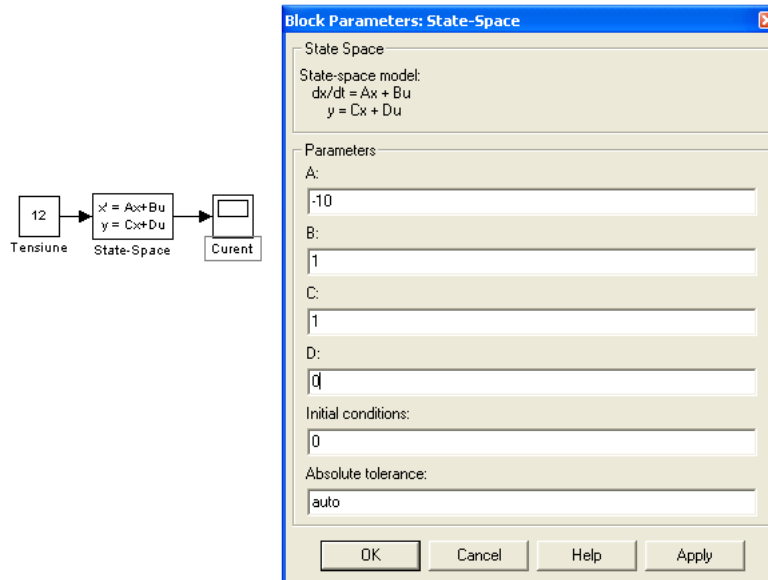 12
Tensiune
x' = Ax+Bu
y = Cx+Du
State-Space
Curent
Block Parameters: State-Space
State Space
State-space model:
dx/dt = Ax + Bu
y = Cx + Du
Parameters
A:
-10
B:
1
C:
1
D:
0
Initial conditions:
0
Absolute tolerance:
auto
OK Cancel Help Apply